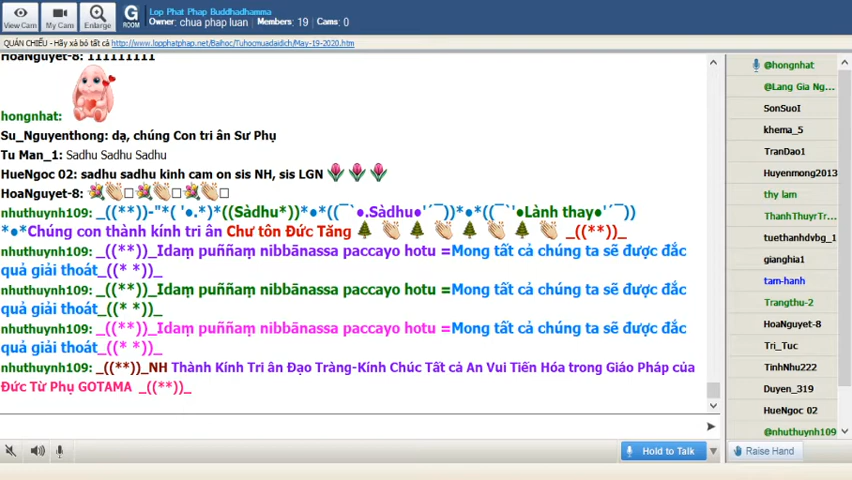 Lop Phat Phap Buddhadhamma
Owner: chua phap luan Members: 19 Cams: 0
View Cam My Cam Enlarge G ROOM
QUÁN CHIẾU - Hãy xả bỏ tất cả http://www.lopphatphap.net/Baihoc/Tuhocmuadaidich/May-19-2020.htm
HoaNguyet-8: 111111111
hongnhat:
Su_Nguyenthong: dạ, chúng Con tri ân Sư Phụ
Tu Man_1: Sadhu Sadhu Sadhu
HueNgoc 02: sadhu sadhu kinh cam on sis NH, sis LGN
HoaNguyet-8:
nhuthuynh109: _((**))-"*( '●.*)*((Sàdhu*))*●*((¯`●.Sàdhu●'´¯))*●*((¯`'●Lành thay●'´¯))
*●*Chúng con thành kính tri ân Chư tôn Đức Tăng _((**))_
nhuthuynh109: _((**))_Idaṃ puññaṃ nibbānassa paccayo hotu =Mong tất cả chúng ta sẽ được đắc
quả giải thoát_((* *))_
nhuthuynh109: _((**))_Idaṃ puññaṃ nibbānassa paccayo hotu =Mong tất cả chúng ta sẽ được đắc
quả giải thoát_((* *))_
nhuthuynh109: _((**))_Idaṃ puññaṃ nibbānassa paccayo hotu =Mong tất cả chúng ta sẽ được đắc
quả giải thoát_((* *))_
nhuthuynh109: _((**))_NH Thành Kính Tri ân Đạo Tràng-Kính Chúc Tất cả An Vui Tiến Hóa trong Giáo Pháp của
Đức Từ Phụ GOTAMA _((**))_
Hold to Talk
@hongnhat
@Lang Gia Ng...
SonSuoI
khema_5
TranDao1
Huyenmong2013
thy lam
ThanhThuyrTr...
tuethanhdvbg_1
gianghia1
tam-hanh
Trangthu-2
HoaNguyet-8
Tri_Tuc
TinhNhu222
Duyen_319
HueNgoc 02
@nhuthuynh109
Raise Hand